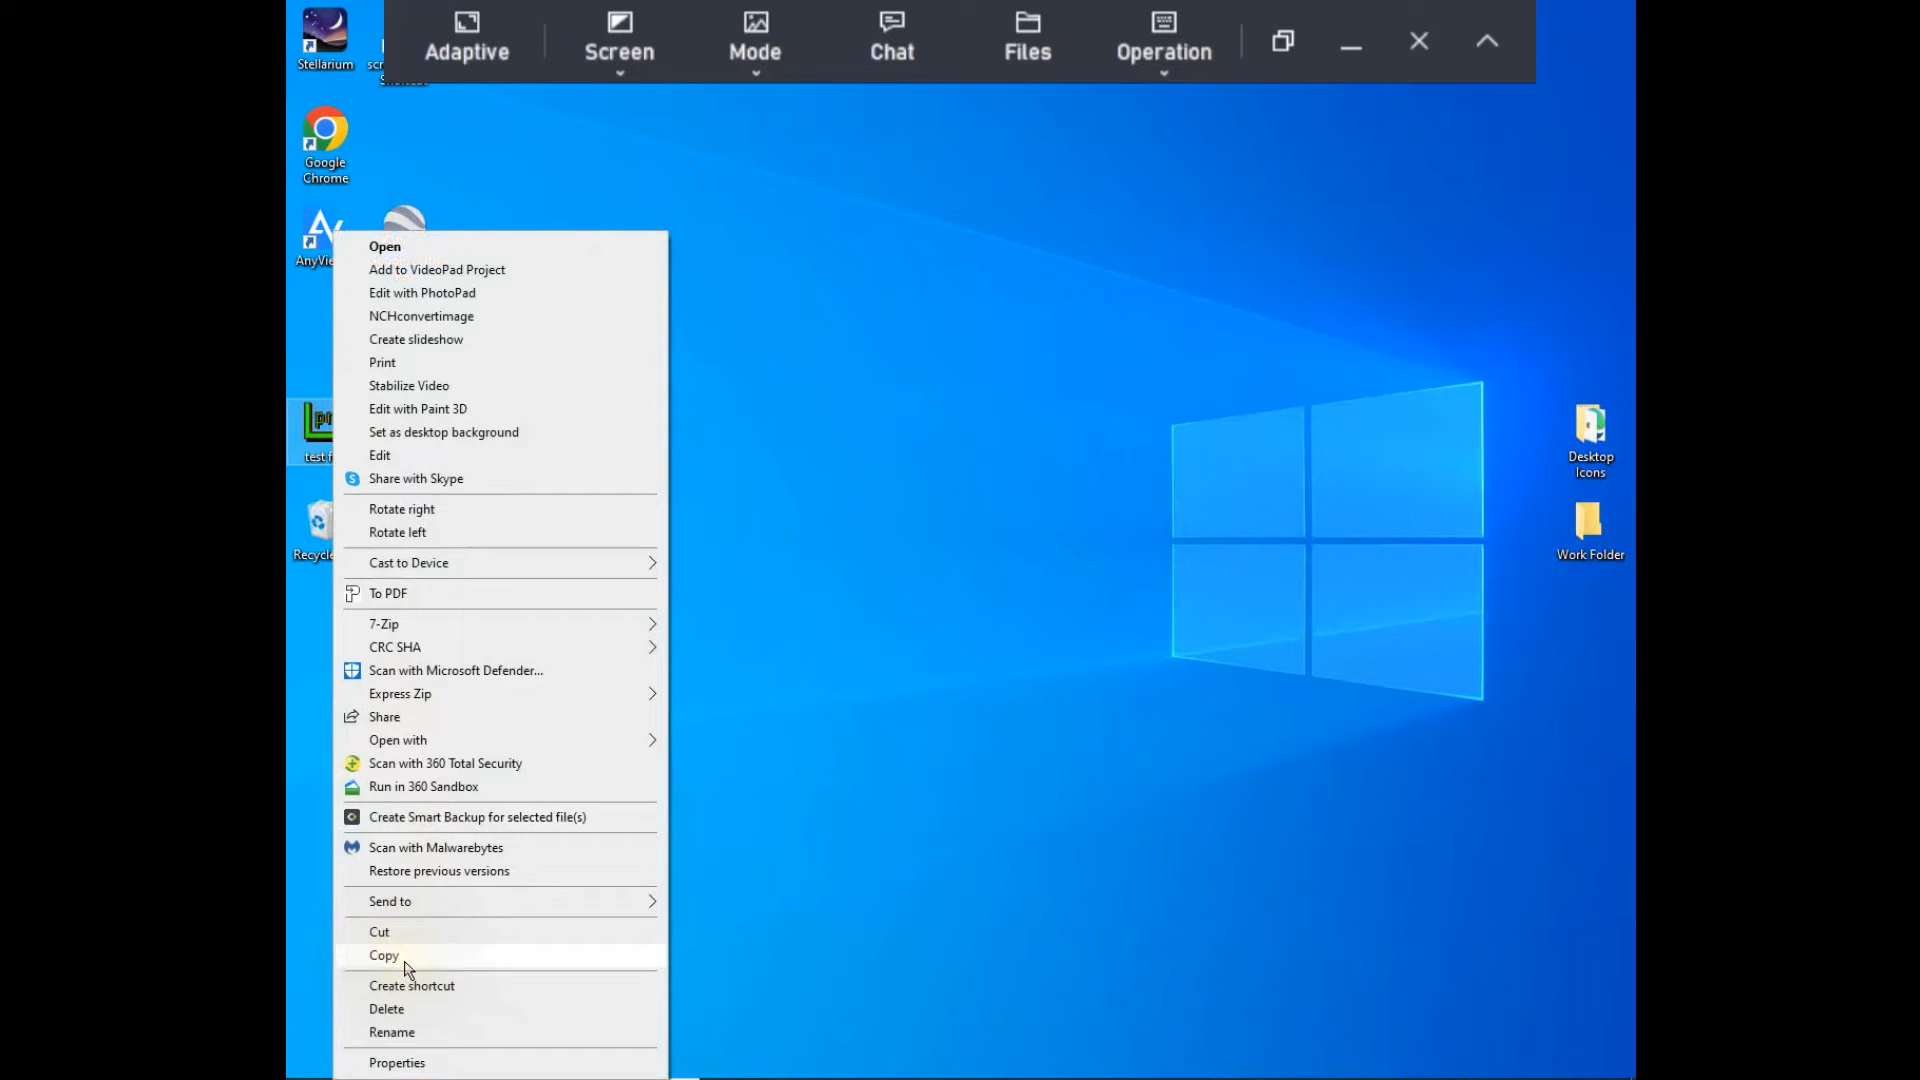 Adaptive
Screen
Mode
Chat
Files
Operation
Stellarium
Google
Chrome
Open
Add to VideoPad Project
Edit with PhotoPad
NCHconvertimage
Create slideshow
Print
Stabilize Video
Edit with Paint 3D
Set as desktop background
Edit
Share with Skype
Rotate right
Rotate left
Cast to Device
To PDF
7-Zip
CRC SHA
Scan with Microsoft Defender...
Express Zip
Share
Open with
Scan with 360 Total Security
Run in 360 Sandbox
Create Smart Backup for selected file(s)
Scan with Malwarebytes
Restore previous versions
Send to
Cut
Copy
Create shortcut
Delete
Rename
Properties
test
Desktop
Icons
Work Folder